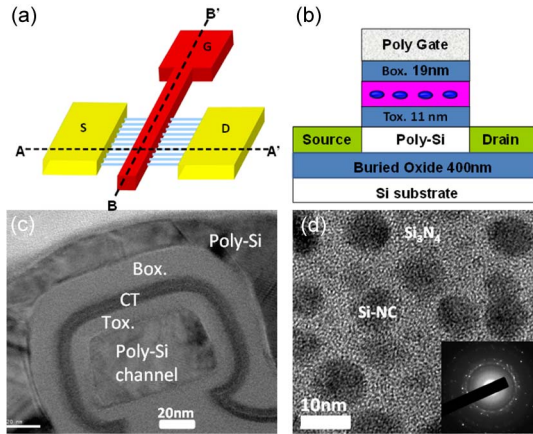 (a)
B'
G
S
D
A
A'
B
(b)
Poly Gate
Box. 19nm
Tox. 11 nm
Source
Poly-Si
Drain
Buried Oxide 400nm
Si substrate
(c)
Poly-Si
Box.
CT
Tox.
Poly-Si
channel
20nm
(d)
Si3N4
Si-NC
10nm